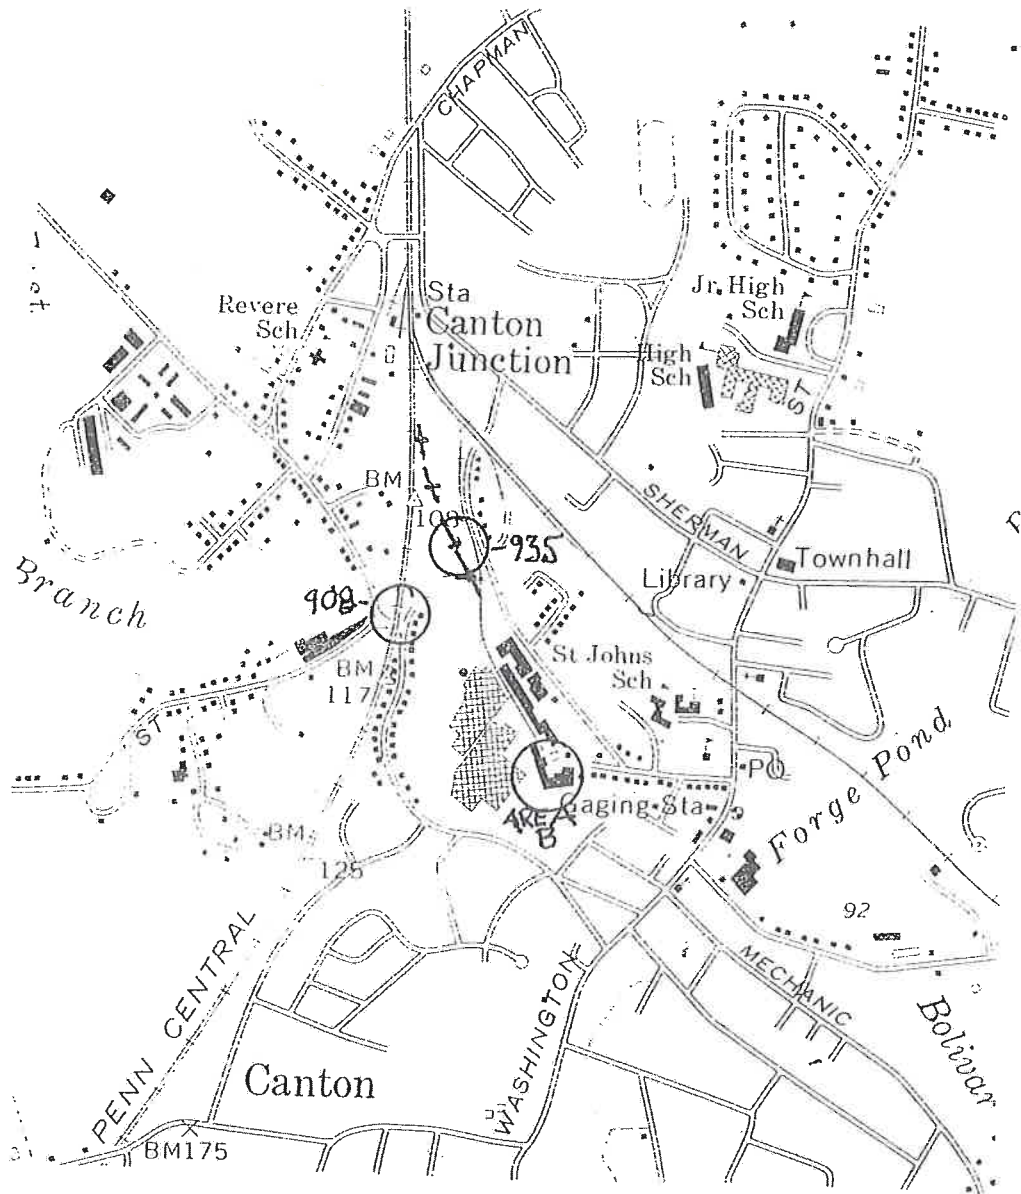 CHAPMAN
Sta
Canton
Junction
Revere
Sch
Jr High
Sch
High
Sch
ST
BM
108
-935
SHERMAN
Townhall
Library
Branch
908-
BM
117
St Johns
Sch
ST
PO
Gaging Sta
AREA
B
Forge Pond
BM
125
92
PENN CENTRAL
WASHINGTON
MECHANIC
Bolivar
Canton
BM175